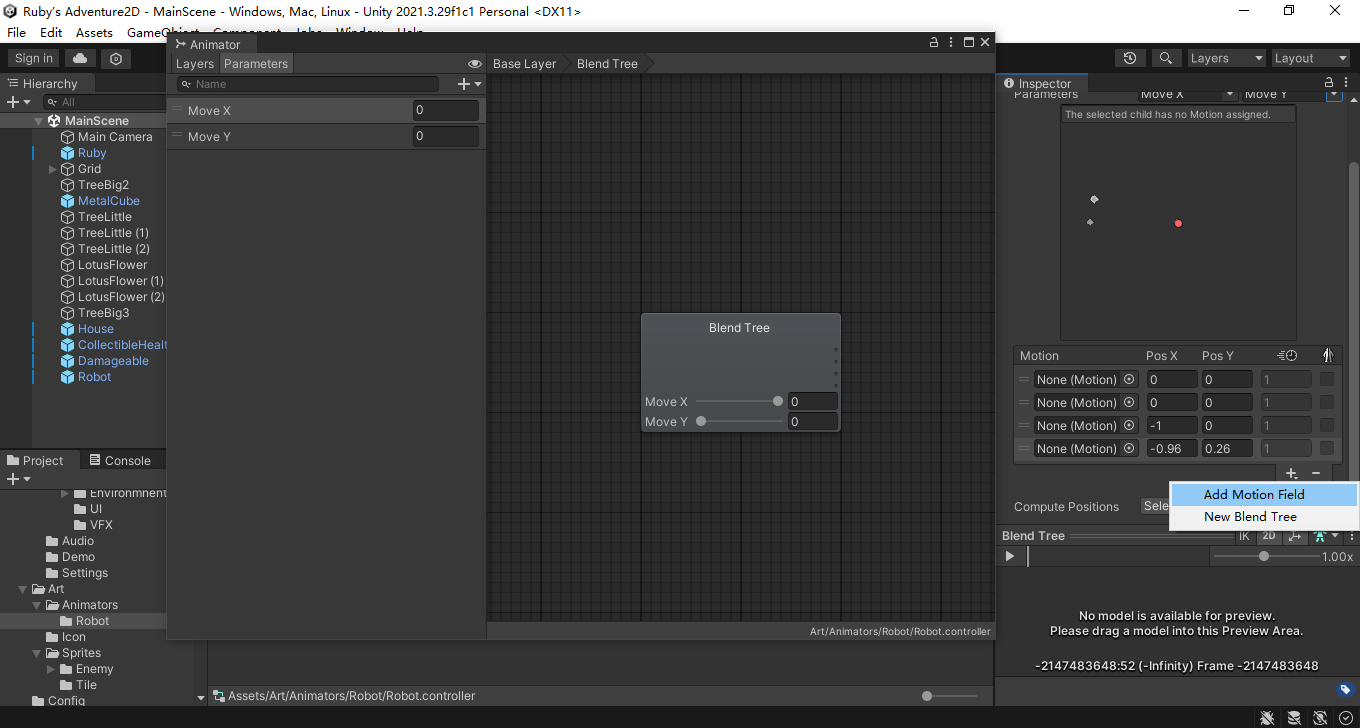 Ruby's Adventure2D - MainScene - Windows, Mac, Linux - Unity 2021.3.29f1c1 Personal <DX11>
File Edit Assets GameObject Component Jobs Window Help
Sign in
Layers Layout
Hierarchy
All
MainScene
Main Camera
Ruby
Grid
TreeBig2
MetalCube
TreeLittle
TreeLittle (1)
TreeLittle (2)
LotusFlower
LotusFlower (1)
LotusFlower (2)
TreeBig3
House
CollectibleHealt
Damageable
Robot
Project Console
Environmnent
UI
VFX
Audio
Demo
Settings
Art
Animators
Robot
Icon
Sprites
Enemy
Tile
Config
Animator
Layers Parameters
Name
Move X 0
Move Y 0
Base Layer Blend Tree
Blend Tree
Move X 0
Move Y 0
Art/Animators/Robot/Robot.controller
Assets/Art/Animators/Robot/Robot.controller
Inspector
Parameters Move X Move Y
The selected child has no Motion assigned.
Motion Pos X Pos Y
None (Motion) 0 0 1
None (Motion) 0 0 1
None (Motion) -1 0 1
None (Motion) -0.96 0.26 1
+ -
Compute Positions Sele
Add Motion Field
New Blend Tree
Blend Tree IK 2D
1.00x
No model is available for preview.
Please drag a model into this Preview Area.
-2147483648:52 (-Infinity) Frame -2147483648